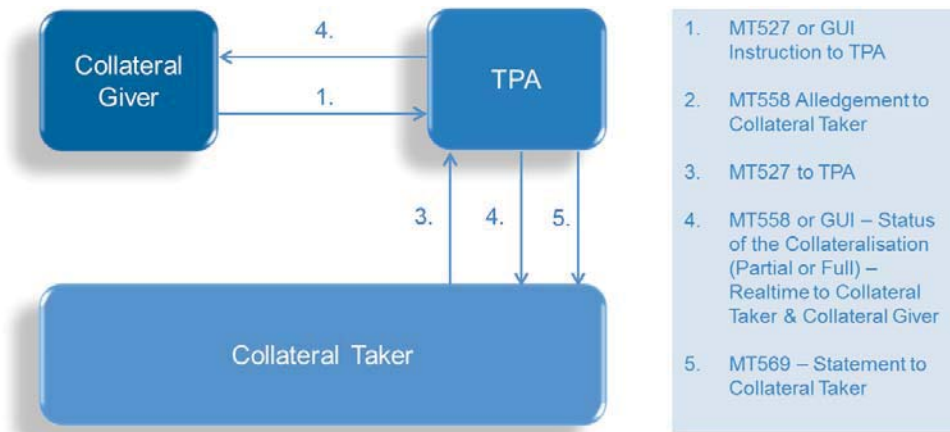 Collateral
Giver
4.
1.
TPA
3.
4.
5.
Collateral Taker
1. MT527 or GUI
Instruction to TPA
2. MT558 Alledgement to
Collateral Taker
3. MT527 to TPA
4. MT558 or GUI – Status
of the Collateralisation
(Partial or Full) –
Realtime to Collateral
Taker & Collateral Giver
5. MT569 – Statement to
Collateral Taker